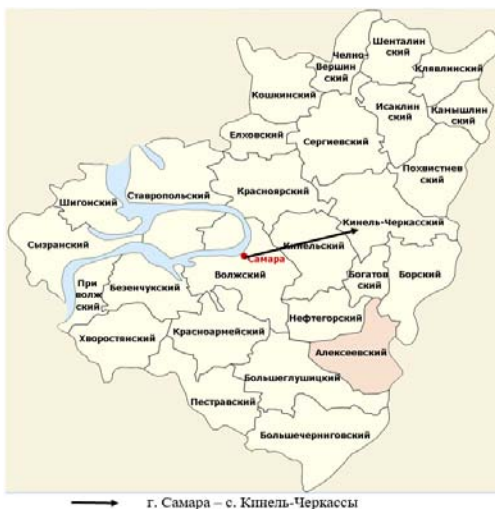 Шенталин
ский
Челно-
Вершин
ский
Клявлинский
Кошкинский
Исаклин
ский
Камышлин
ский
Елховский
Сергиевский
Похвистнев
ский
Шигонский
Ставропольский
Красноярский
Кинель-Черкасский
Сызранский
Кинельский
Самара
Волжский
Богатов
ский
Борский
При
волж
ский
Безенчукский
Нефтегорский
Хворостянский
Красноармейский
Алексеевский
Большеглушицкий
Пестравский
Большечерниговский
г. Самара – с. Кинель-Черкассы